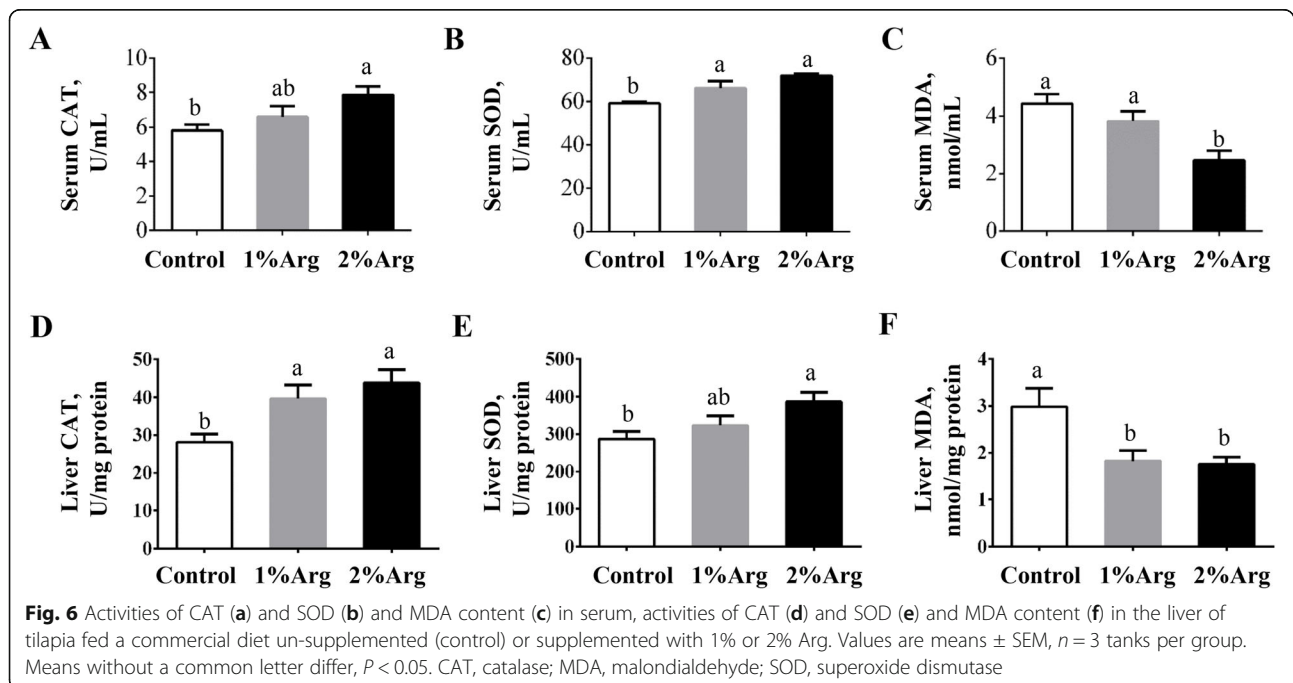 A
Serum CAT,
U/mL
10
8
6
4
2
0
b
ab
a
Control 1%Arg 2%Arg
B
Serum SOD,
U/mL
80
60
40
20
0
b
a
a
Control 1%Arg 2%Arg
C
Serum MDA,
nmol/mL
6
4
2
0
a
a
b
Control 1%Arg 2%Arg
D
Liver CAT,
U/mg protein
50
40
30
20
10
0
b
a
a
Control 1%Arg 2%Arg
E
Liver SOD,
U/mg protein
500
400
300
200
100
0
b
ab
a
Control 1%Arg 2%Arg
F
Liver MDA,
nmol/mg protein
4
3
2
1
0
a
b
b
Control 1%Arg 2%Arg
Fig. 6 Activities of CAT (a) and SOD (b) and MDA content (c) in serum, activities of CAT (d) and SOD (e) and MDA content (f) in the liver of
tilapia fed a commercial diet un-supplemented (control) or supplemented with 1% or 2% Arg. Values are means ± SEM, n = 3 tanks per group.
Means without a common letter differ, P < 0.05. CAT, catalase; MDA, malondialdehyde; SOD, superoxide dismutase